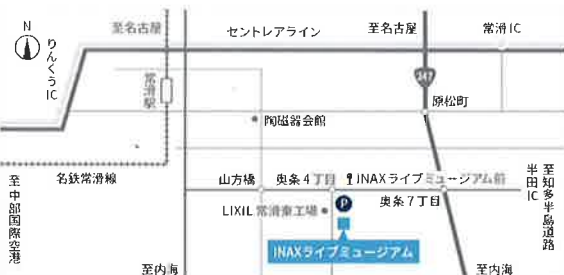 N
至名古屋
セントレアライン
至名古屋
常滑IC
りんくうIC
常滑駅
247
原松町
陶磁器会館
名鉄常滑線
山方橋
奥条4丁目
INAXライブミュージアム前
奥条7丁目
半田IC
至知多半島道路
至中部国際空港
LIXIL 常滑東工場
P
INAXライブミュージアム
至内海
至内海